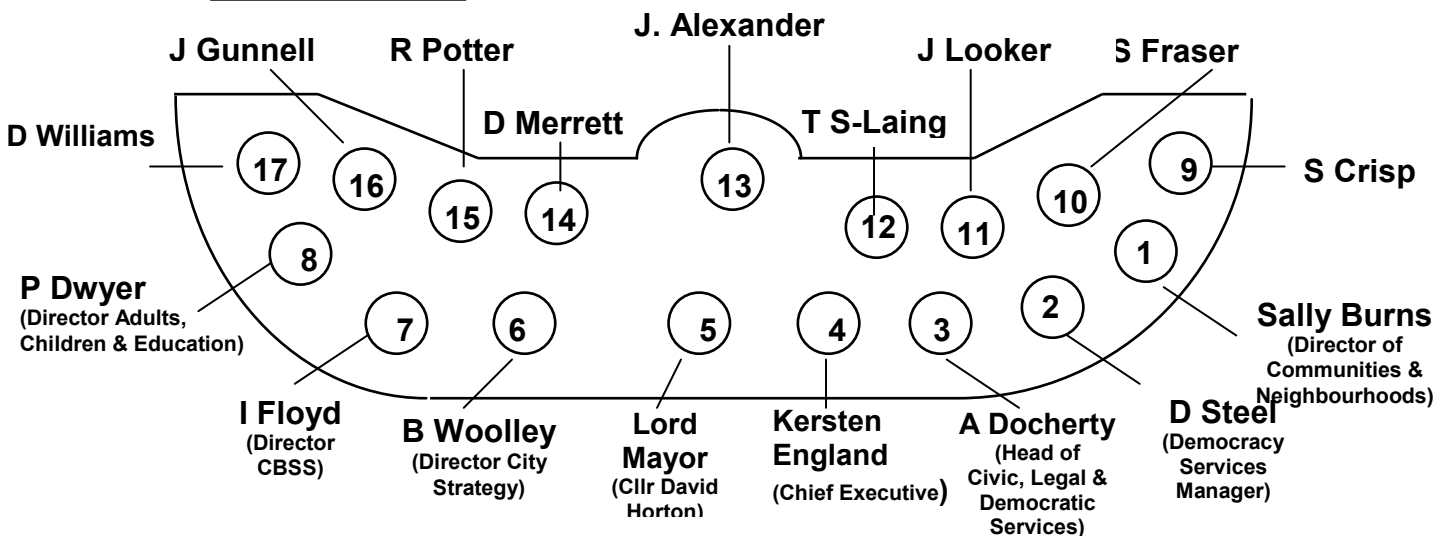 J. Alexander
J Gunnell
R Potter
J Looker
S Fraser
D Williams
D Merrett
T S-Laing
S Crisp
17
16
15
14
13
12
11
10
9
8
1
7
6
5
4
3
2
P Dwyer
(Director Adults,
Children & Education)
I Floyd
(Director
CBSS)
B Woolley
(Director City
Strategy)
Lord
Mayor
(Cllr David
Horton)
Kersten
England
(Chief Executive)
A Docherty
(Head of
Civic, Legal &
Democratic
Services)
D Steel
(Democracy
Services
Manager)
Sally Burns
(Director of
Communities &
Neighbourhoods)